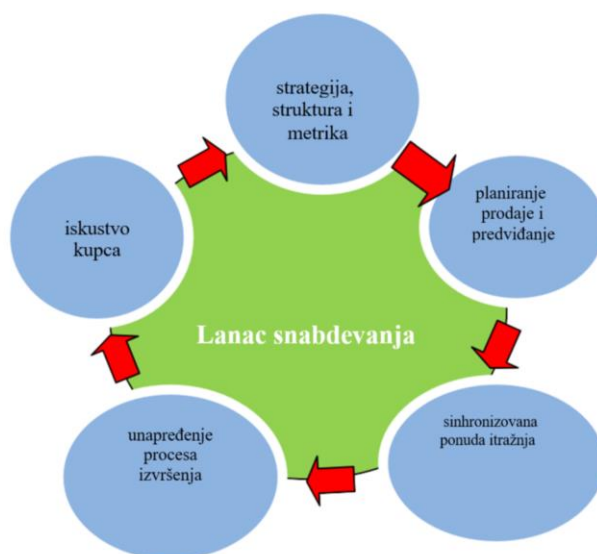 strategija,
struktura i
metrika
planiranje
prodaje i
predviđanje
iskustvo
kupca
Lanac snabdevanja
sinhronizovana
ponuda itražnja
unapređenje
procesa
izvršenja